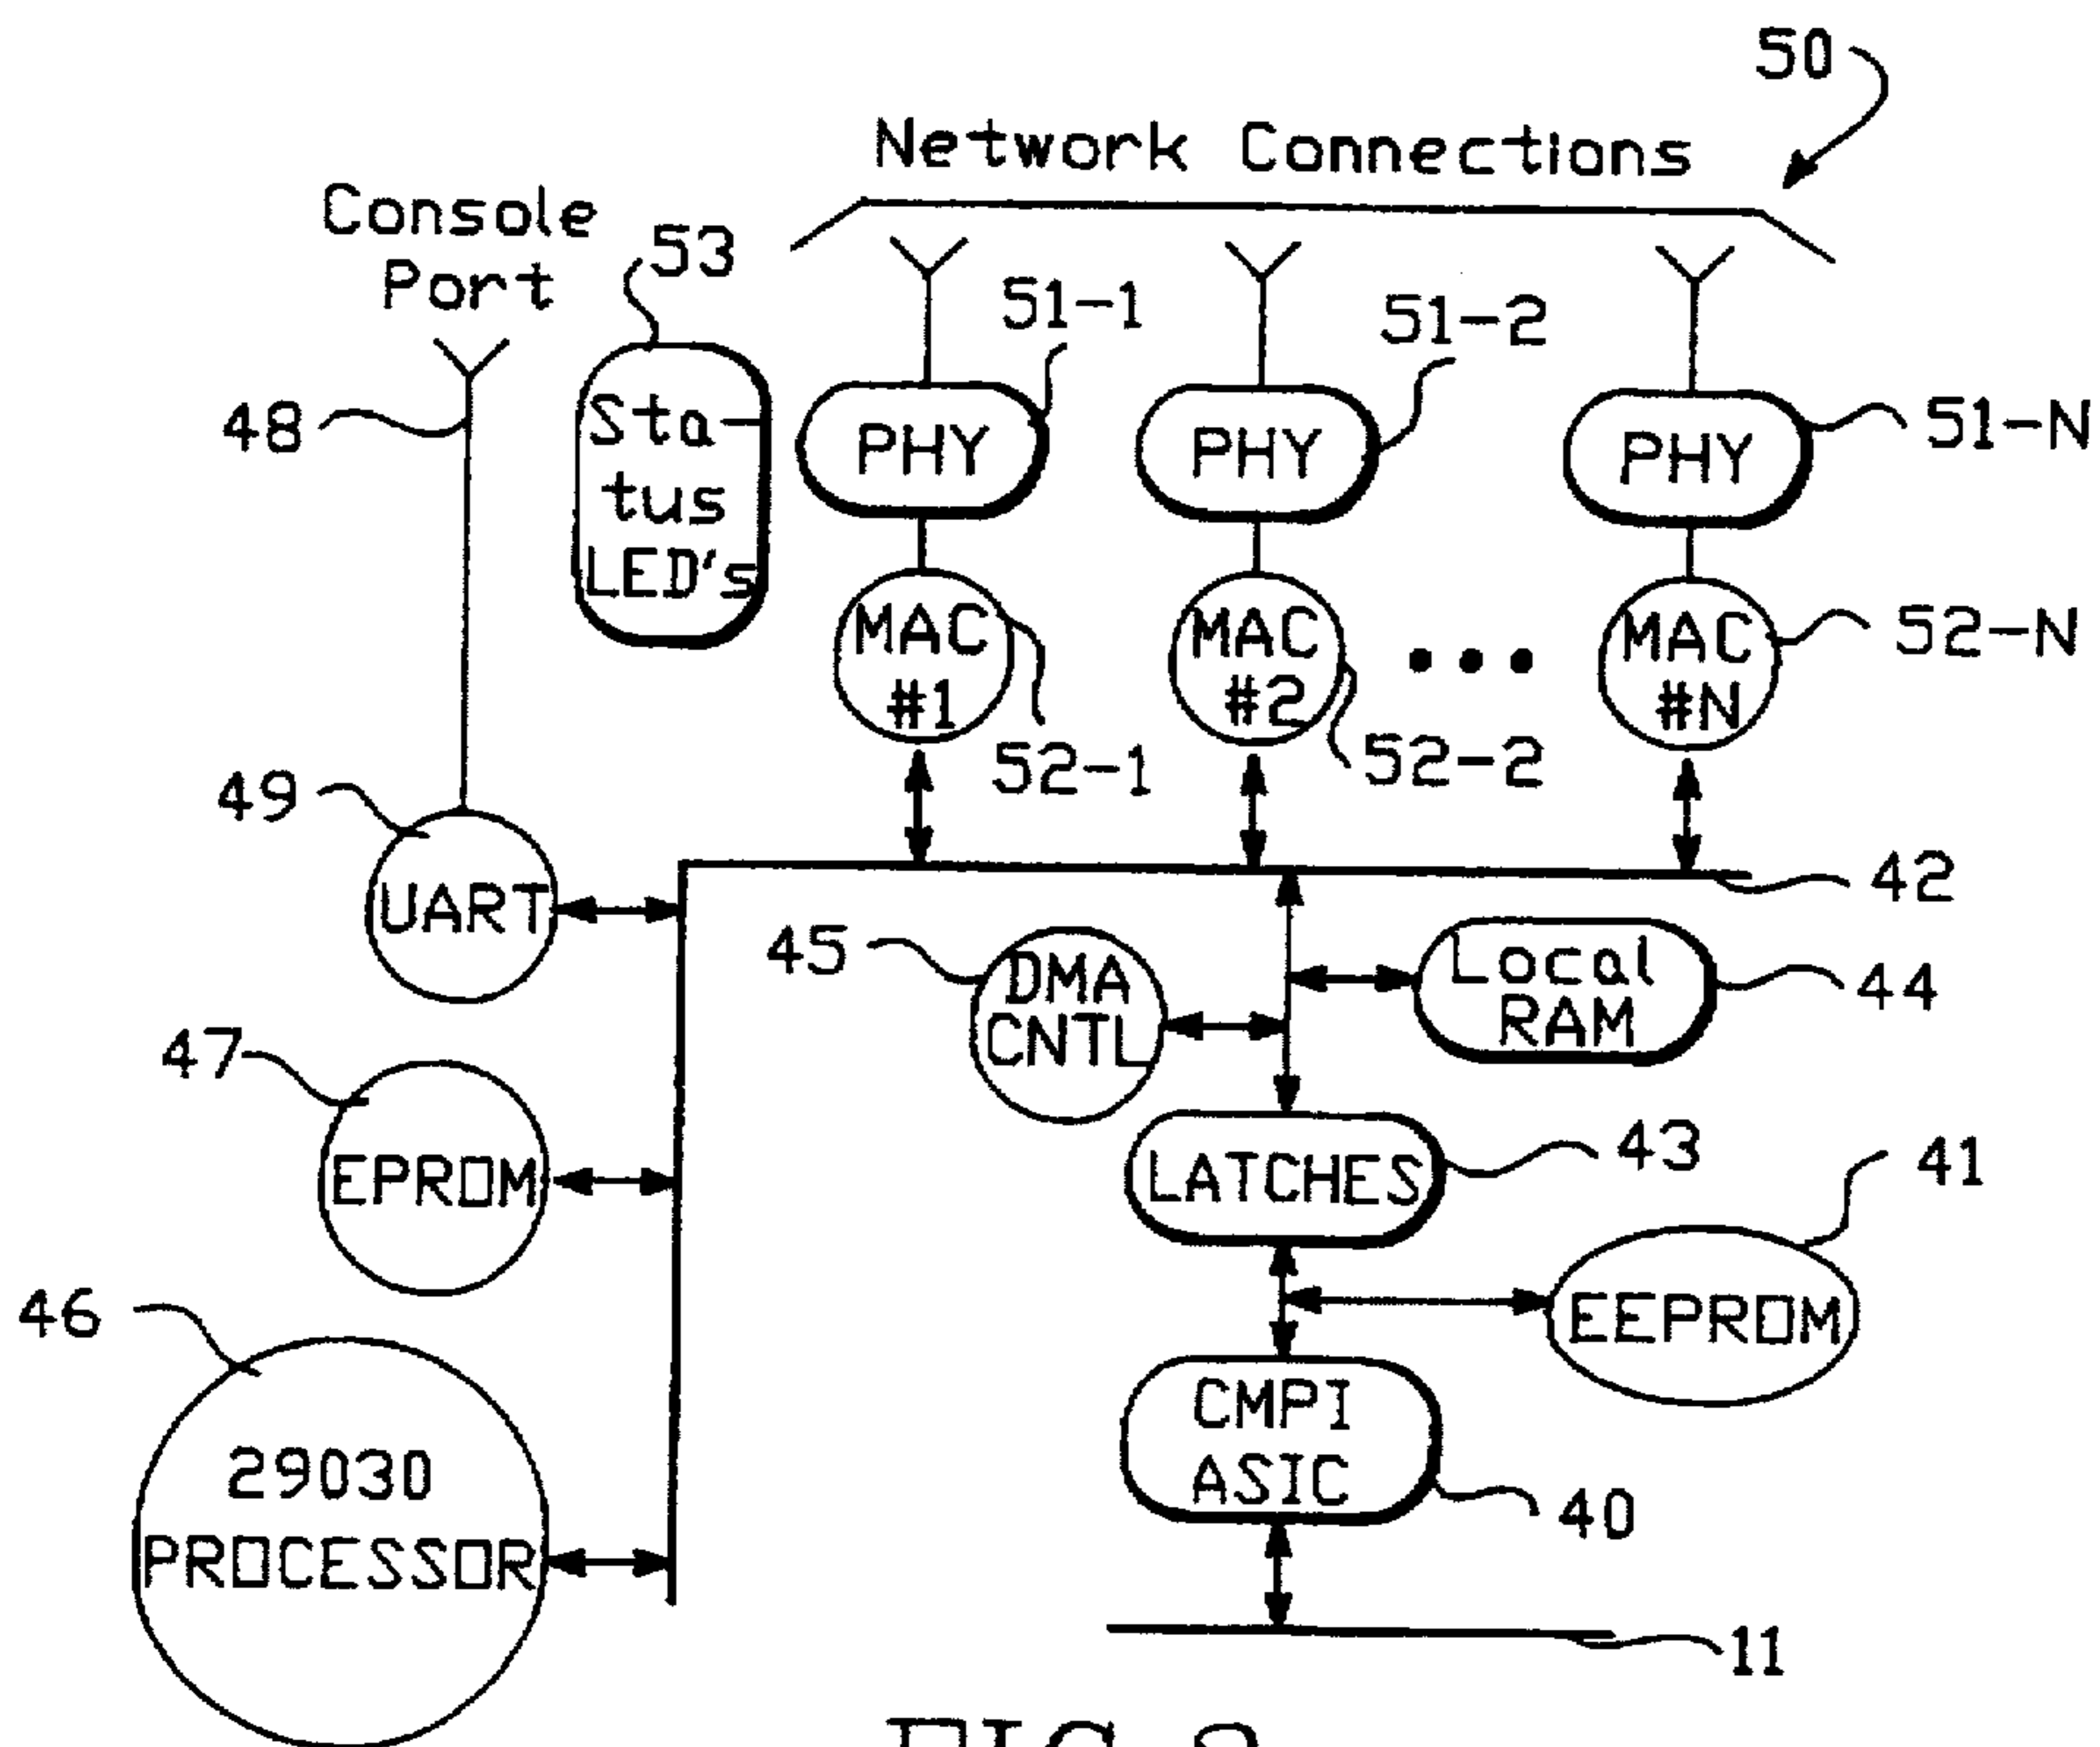 50
Network Connections
Console
Port
53
51-1
51-2
48
Sta-
tus
LED's
PHY
PHY
PHY
51-N
MAC
#1
MAC
#2
MAC
#N
52-N
52-1
52-2
49
UART
42
45
DMA
CNTL
Local
RAM
44
47
EPROM
LATCHES
43
41
EEPROM
46
CMPI
ASIC
40
29030
PROCESSOR
11